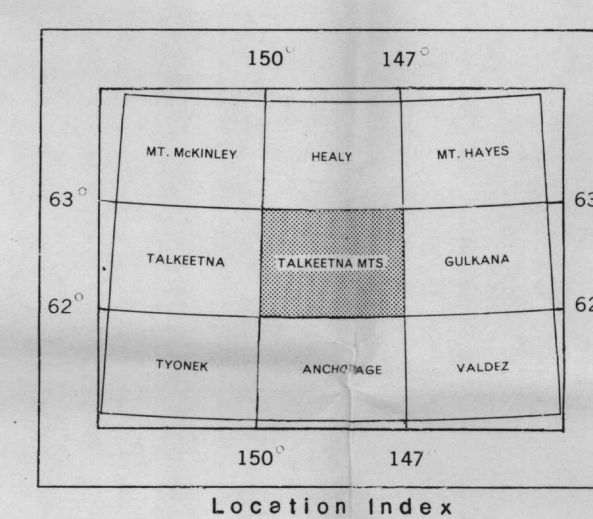 150° 147°
MT. McKINLEY HEALY MT. HAYES
63° 63
TALKEETNA TALKEETNA MTS. GULKANA
62° 62
TYONEK ANCHORAGE VALDEZ
150° 147°
Location Index